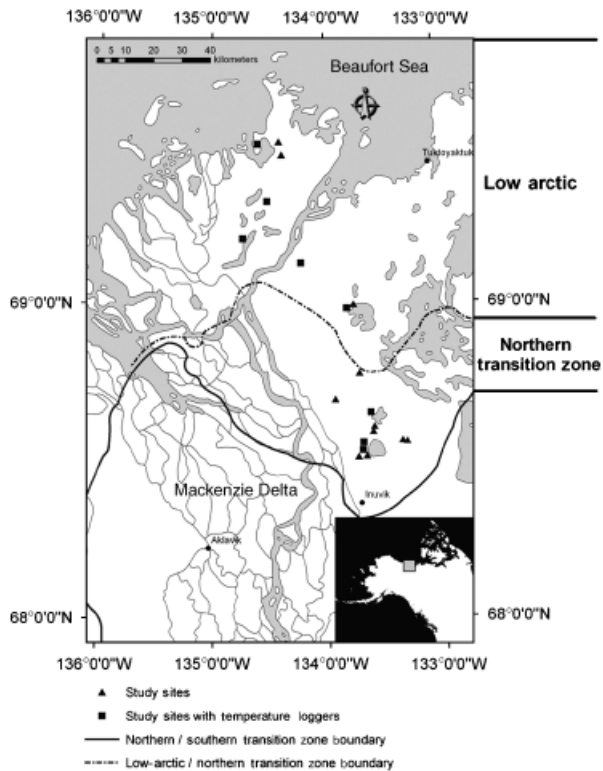 136°0'0"W 135°0'0"W 134°0'0"W 133°0'0"W
0 5 10 20 30 40
kilometers
Beaufort Sea
Tuktoyaktuk
Low arctic
69°0'0"N 69°0'0"N
Northern
transition zone
Mackenzie Delta
Inuvik
Aklavik
68°0'0"N 68°0'0"N
136°0'0"W 135°0'0"W 134°0'0"W 133°0'0"W
Study sites
Study sites with temperature loggers
Northern / southern transition zone boundary
Low-arctic / northern transition zone boundary